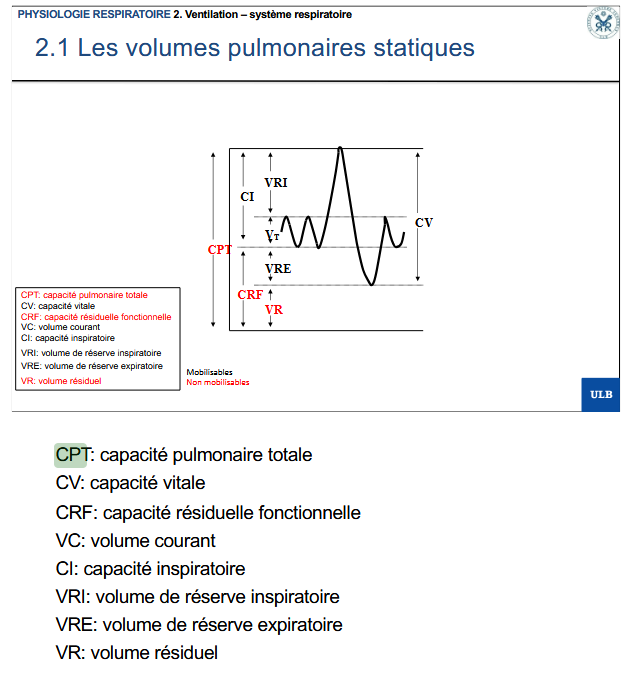 PHYSIOLOGIE RESPIRATOIRE 2. Ventilation – système respiratoire
2.1 Les volumes pulmonaires statiques
VRI
CI
CV
VT
CPT
VRE
CRF
VR
CPT: capacité pulmonaire totale
CV: capacité vitale
CRF: capacité résiduelle fonctionnelle
VC: volume courant
CI: capacité inspiratoire
VRI: volume de réserve inspiratoire
VRE: volume de réserve expiratoire
VR: volume résiduel
Mobilisables
Non mobilisables
ULB
CPT: capacité pulmonaire totale
CV: capacité vitale
CRF: capacité résiduelle fonctionnelle
VC: volume courant
CI: capacité inspiratoire
VRI: volume de réserve inspiratoire
VRE: volume de réserve expiratoire
VR: volume résiduel